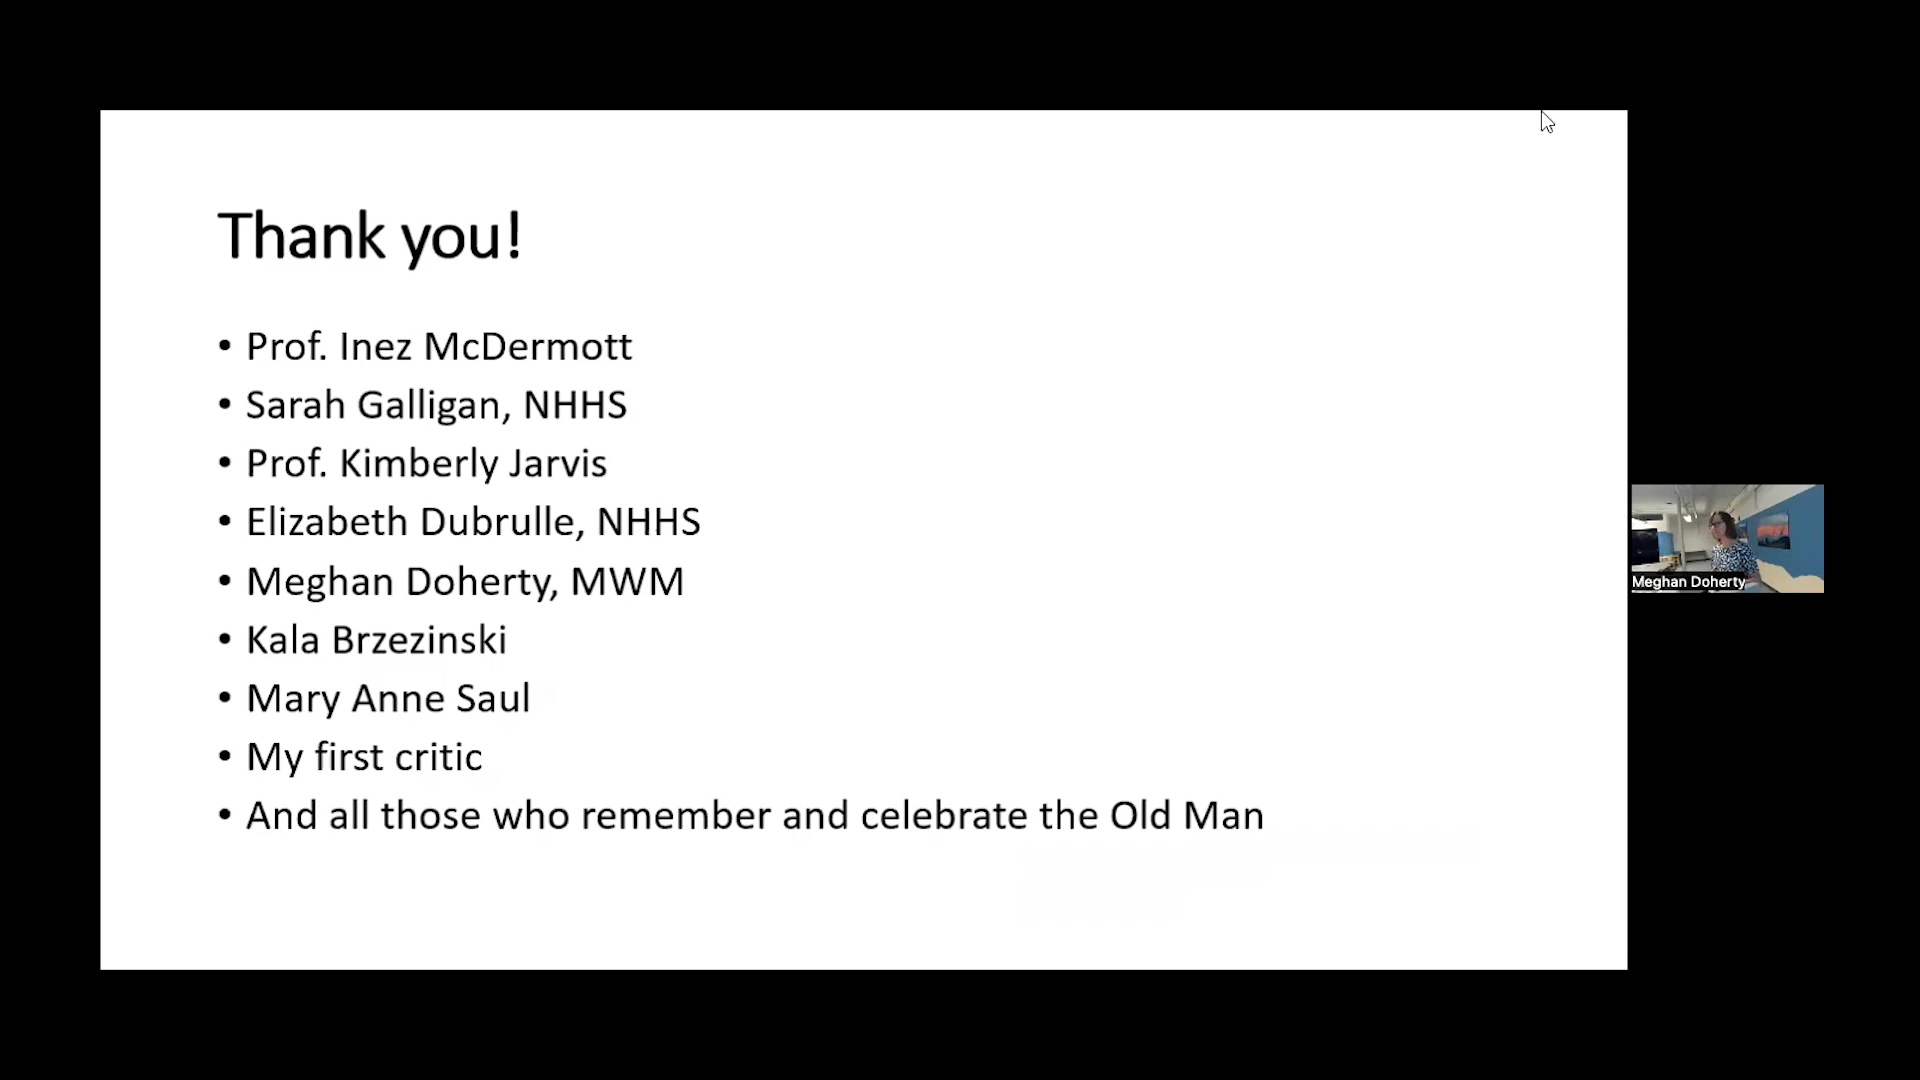 Thank you!
• Prof. Inez McDermott
• Sarah Galligan, NHHS
• Prof. Kimberly Jarvis
• Elizabeth Dubrulle, NHHS
• Meghan Doherty, MWM
• Kala Brzezinski
• Mary Anne Saul
• My first critic
• And all those who remember and celebrate the Old Man
Meghan Doherty